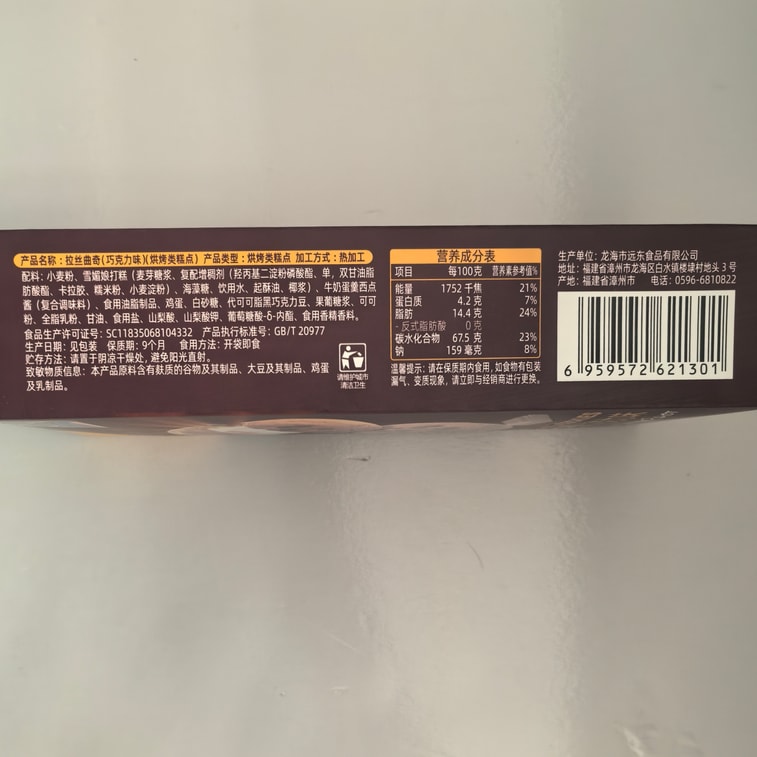 产品名称：拉丝曲奇(巧克力味)(烘烤类糕点) 产品类型：烘烤类糕点 加工方式：热加工
配料：小麦粉、雪媚娘打糕（麦芽糖浆、复配增稠剂（羟丙基二淀粉磷酸酯、单，双甘油脂
肪酸酯、卡拉胶、糯米粉、小麦淀粉）、海藻糖、饮用水、起酥油、椰浆）、牛奶蛋羹西点
酱（复合调味料）、食用油脂制品、鸡蛋、白砂糖、代可可脂黑巧克力豆、果葡糖浆、可可
粉、全脂乳粉、甘油、食用盐、山梨酸、山梨酸钾、葡萄糖酸-δ-内酯、食用香精香料。
食品生产许可证号：SC11835068104332 产品执行标准号：GB/T 20977
生产日期：见包装 保质期：9个月 食用方法：开袋即食
贮存方法：请置于阴凉干燥处，避免阳光直射。
致敏物质信息：本产品原料含有麸质的谷物及其制品、大豆及其制品、鸡蛋
及乳制品。
请维护城市
清洁卫生
营养成分表
项目 每100克 营养素参考值%
能量 1752 千焦 21%
蛋白质 4.2 克 7%
脂肪 14.4 克 24%
- 反式脂肪酸 0 克
碳水化合物 67.5 克 23%
钠 159 毫克 8%
温馨提示：请在保质期内食用，如食物有包装
漏气、变质现象，请立即与经销商进行更换。
生产单位：龙海市远东食品有限公司
地址：福建省漳州市龙海区白水镇楼埭村地头 3 号
产地：福建省漳州市 电话：0596-6810822
6 959572 621301